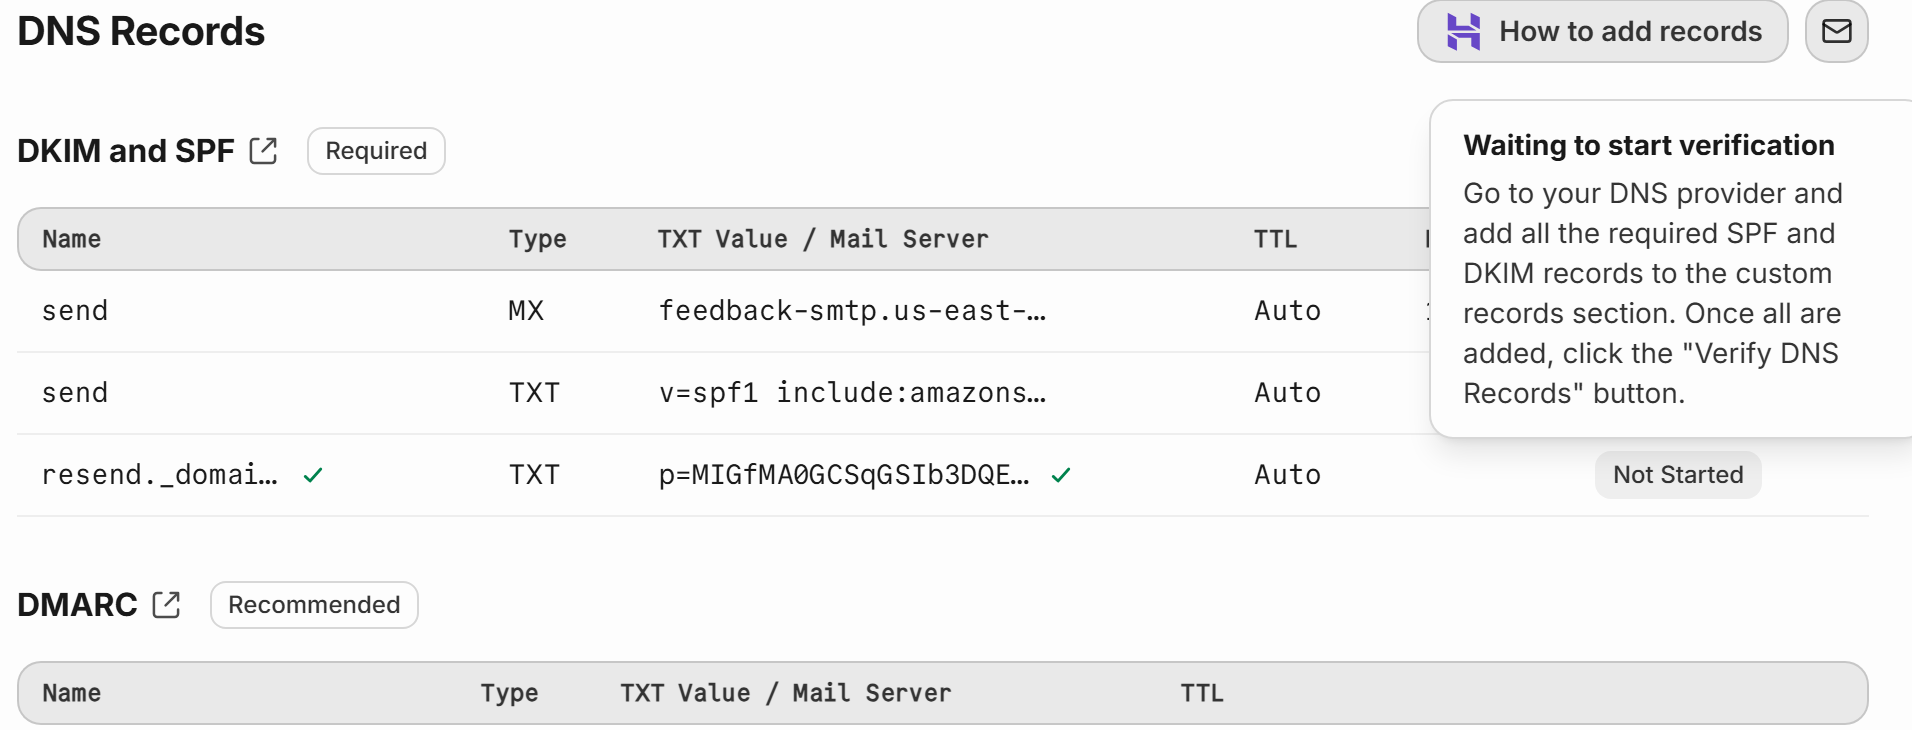 DNS Records
How to add records
DKIM and SPF
Required
Waiting to start verification
Go to your DNS provider and
add all the required SPF and
DKIM records to the custom
records section. Once all are
added, click the "Verify DNS
Records" button.
Name Type TXT Value / Mail Server TTL
send MX feedback-smtp.us-east-… Auto
send TXT v=spf1 include:amazons… Auto
resend._domai… TXT p=MIGfMA0GCSqGSIb3DQE… Auto Not Started
DMARC
Recommended
Name Type TXT Value / Mail Server TTL